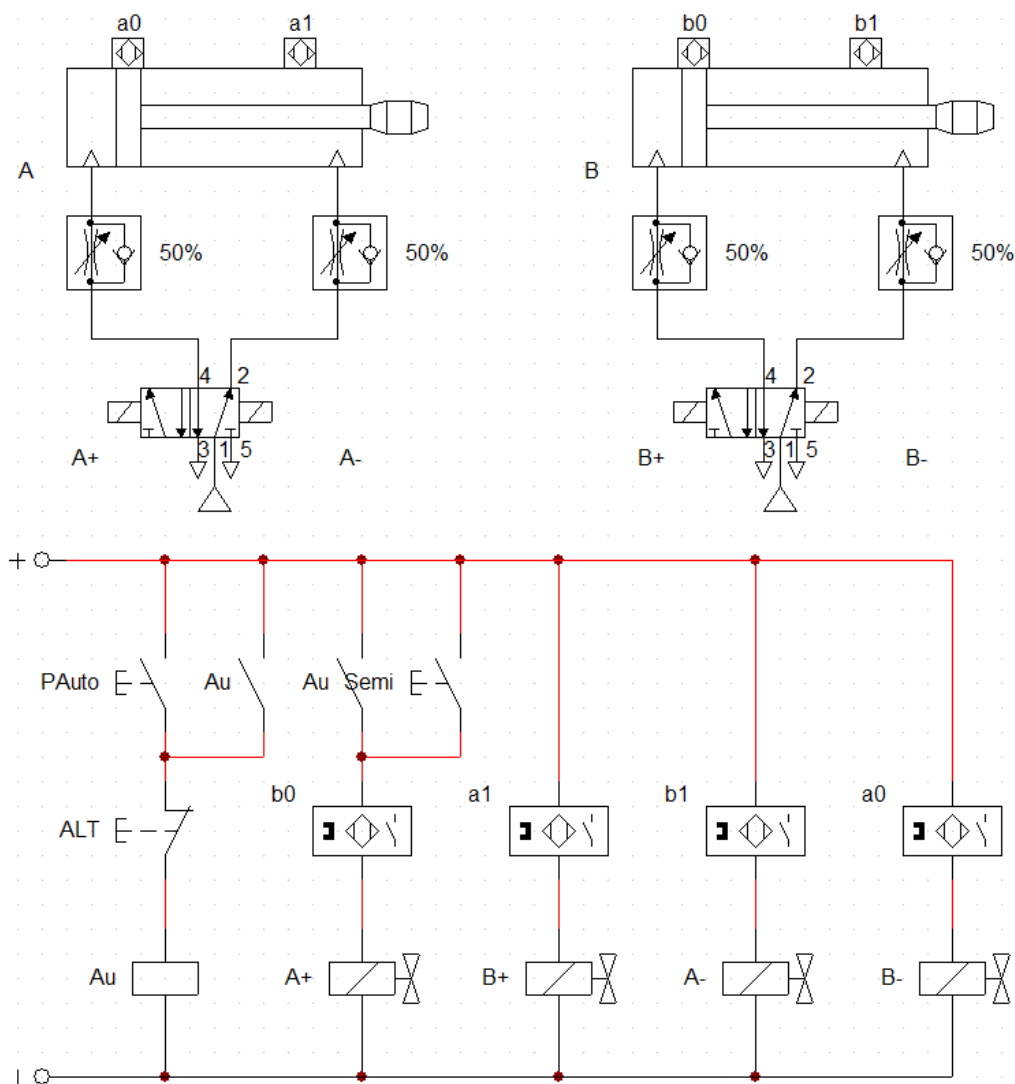 a0 a1 b0 b1
A B
50% 50% 50% 50%
4 2 4 2
3 1 5 3 1 5
A+ A- B+ B-
+
PAuto Au Au Semi
b0 a1 b1 a0
ALT
Au A+ B+ A- B-